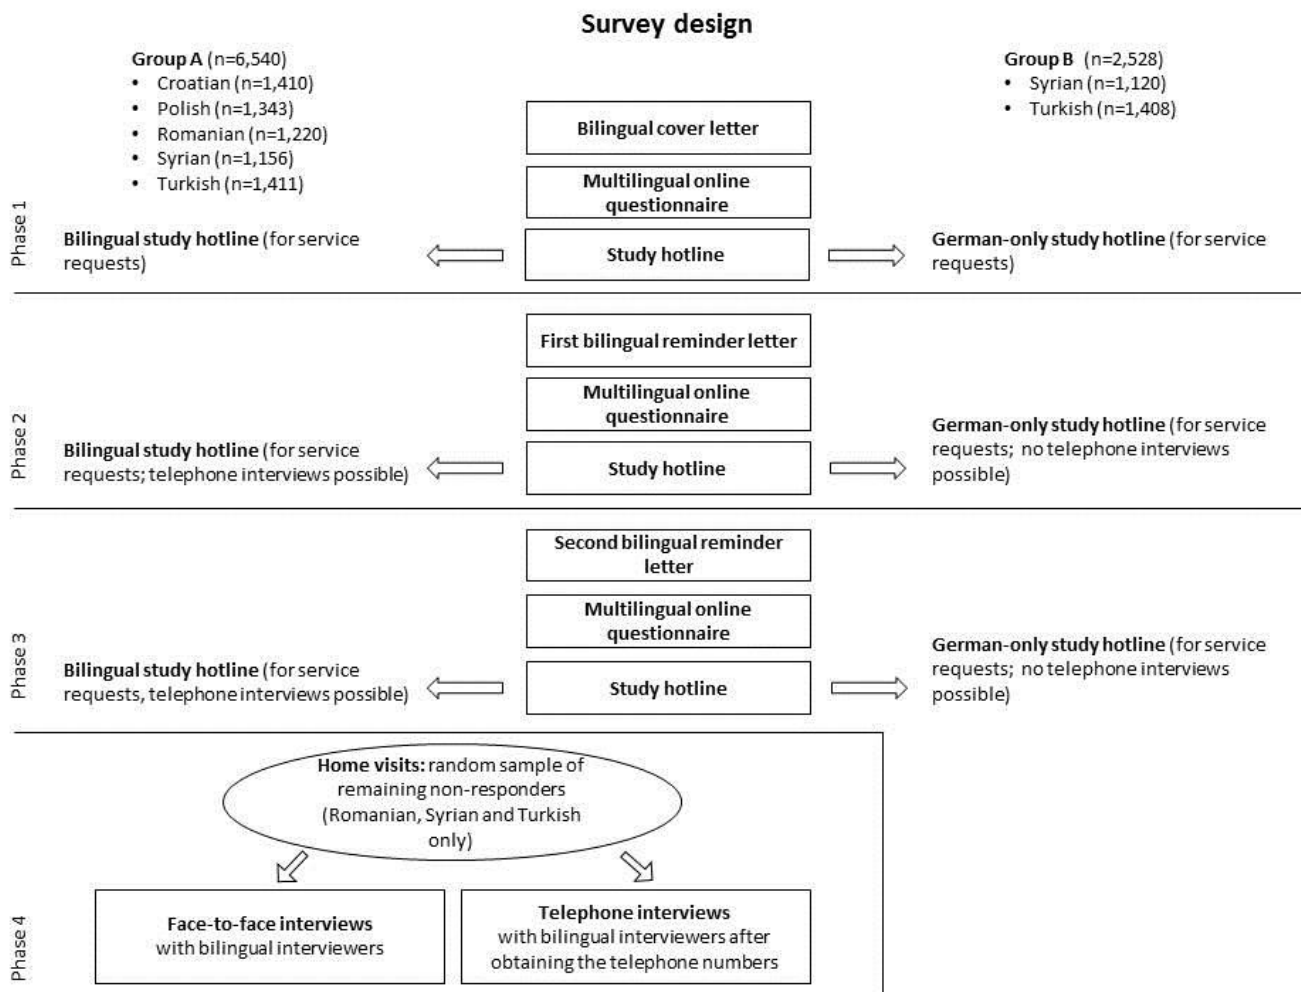 Survey design
Group A (n=6,540)
• Croatian (n=1,410)
• Polish (n=1,343)
• Romanian (n=1,220)
• Syrian (n=1,156)
• Turkish (n=1,411)
Group B (n=2,528)
• Syrian (n=1,120)
• Turkish (n=1,408)
Phase 1
Bilingual cover letter
Multilingual online
questionnaire
Bilingual study hotline (for service
requests)
Study hotline
German-only study hotline (for service
requests)
Phase 2
First bilingual reminder letter
Multilingual online
questionnaire
Bilingual study hotline (for service
requests; telephone interviews possible)
Study hotline
German-only study hotline (for service
requests; no telephone interviews
possible)
Phase 3
Second bilingual reminder
letter
Multilingual online
questionnaire
Bilingual study hotline (for service
requests, telephone interviews possible)
Study hotline
German-only study hotline (for service
requests; no telephone interviews
possible)
Phase 4
Home visits: random sample of
remaining non-responders
(Romanian, Syrian and Turkish
only)
Face-to-face interviews
with bilingual interviewers
Telephone interviews
with bilingual interviewers after
obtaining the telephone numbers